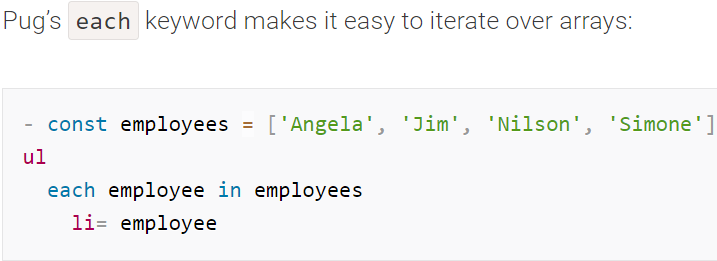 Pug’s each keyword makes it easy to iterate over arrays:
- const employees = ['Angela', 'Jim', 'Nilson', 'Simone']
ul
  each employee in employees
    li= employee